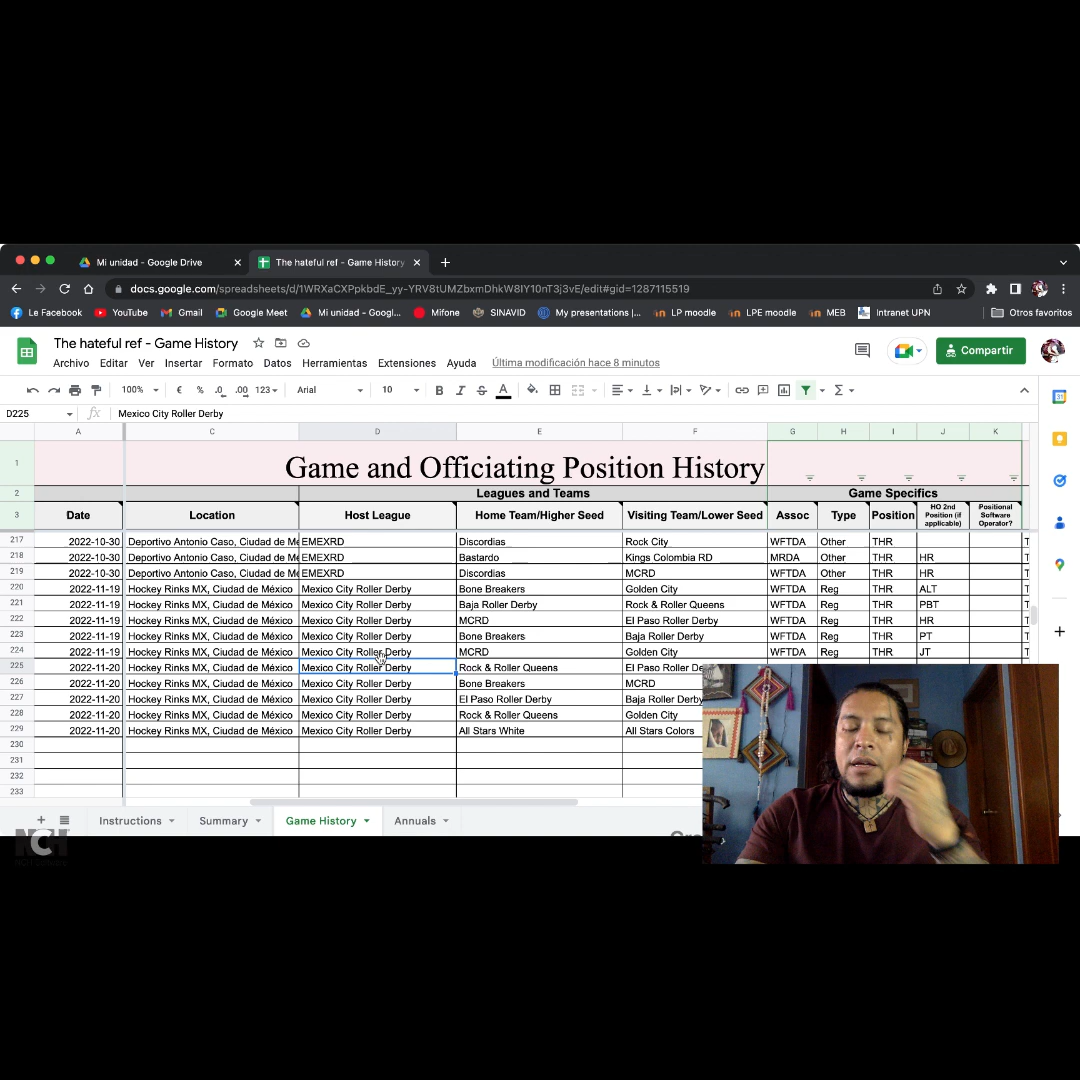 Mi unidad - Google Drive
The hateful ref - Game History
docs.google.com/spreadsheets/d/1WRXaCXPpkbdE_yy-YRV8tUMZbxmDhkW8IY10nT3j3vE/edit#gid=1287115519
Le Facebook YouTube Gmail Google Meet Mi unidad - Googl... Mifone SINAVID My presentations |... LP moodle LPE moodle MEB Intranet UPN Otros favoritos
The hateful ref - Game History
Archivo Editar Ver Insertar Formato Datos Herramientas Extensiones Ayuda Última modificación hace 8 minutos
Compartir
100% € % .0 .00 123 Arial 10 B I S A Σ
D225 fx Mexico City Roller Derby
A C D E F G H I J K
1 Game and Officiating Position History
2 Leagues and Teams Game Specifics
3 Date Location Host League Home Team/Higher Seed Visiting Team/Lower Seed Assoc Type Position HO 2nd Position (if applicable) Positional Software Operator?
217 2022-10-30 Deportivo Antonio Caso, Ciudad de Mé EMEXRD Discordias Rock City WFTDA Other THR T
218 2022-10-30 Deportivo Antonio Caso, Ciudad de Mé EMEXRD Bastardo Kings Colombia RD MRDA Other THR HR T
219 2022-10-30 Deportivo Antonio Caso, Ciudad de Mé EMEXRD Discordias MCRD WFTDA Other THR HR T
220 2022-11-19 Hockey Rinks MX, Ciudad de México Mexico City Roller Derby Bone Breakers Golden City WFTDA Reg THR ALT T
221 2022-11-19 Hockey Rinks MX, Ciudad de México Mexico City Roller Derby Baja Roller Derby Rock & Roller Queens WFTDA Reg THR PBT T
222 2022-11-19 Hockey Rinks MX, Ciudad de México Mexico City Roller Derby MCRD El Paso Roller Derby WFTDA Reg THR HR T
223 2022-11-19 Hockey Rinks MX, Ciudad de México Mexico City Roller Derby Bone Breakers Baja Roller Derby WFTDA Reg THR PT T
224 2022-11-19 Hockey Rinks MX, Ciudad de México Mexico City Roller Derby MCRD Golden City WFTDA Reg THR JT T
225 2022-11-20 Hockey Rinks MX, Ciudad de México Mexico City Roller Derby Rock & Roller Queens El Paso Roller De
226 2022-11-20 Hockey Rinks MX, Ciudad de México Mexico City Roller Derby Bone Breakers MCRD
227 2022-11-20 Hockey Rinks MX, Ciudad de México Mexico City Roller Derby El Paso Roller Derby Baja Roller Derby
228 2022-11-20 Hockey Rinks MX, Ciudad de México Mexico City Roller Derby Rock & Roller Queens Golden City
229 2022-11-20 Hockey Rinks MX, Ciudad de México Mexico City Roller Derby All Stars White All Stars Colors
230
231
232
233
Instructions Summary Game History Annuals
NCH